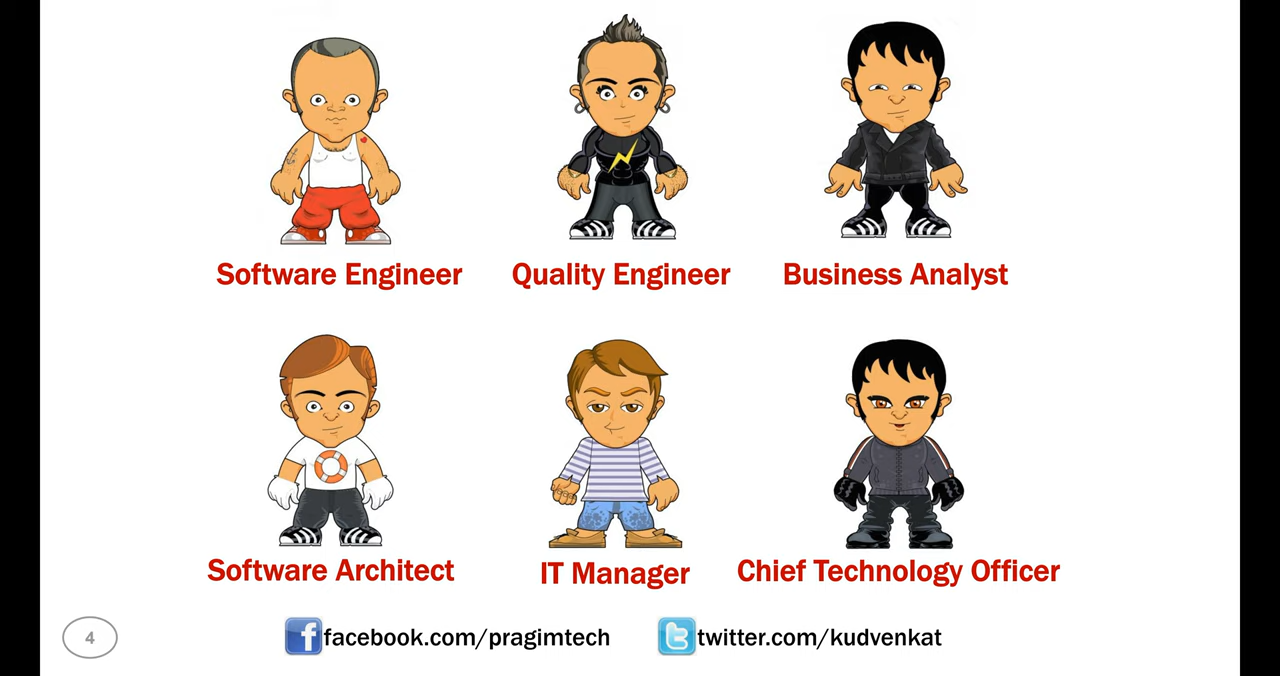 Software Engineer
Quality Engineer
Business Analyst
Software Architect
IT Manager
Chief Technology Officer
4
facebook.com/pragimtech
twitter.com/kudvenkat